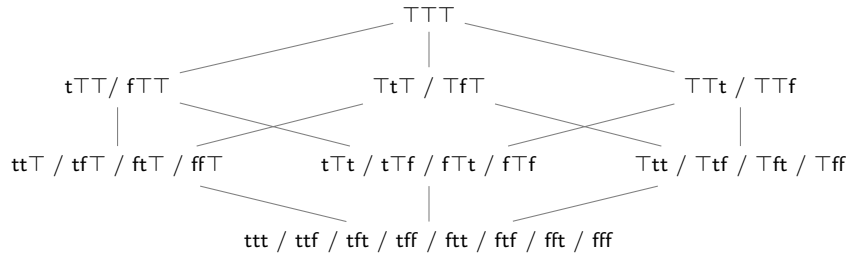 ⊤⊤⊤
t⊤⊤/ f⊤⊤ ⊤t⊤ / ⊤f⊤ ⊤⊤t / ⊤⊤f
tt⊤ / tf⊤ / ft⊤ / ff⊤ t⊤t / t⊤f / f⊤t / f⊤f ⊤tt / ⊤tf / ⊤ft / ⊤ff
ttt / ttf / tft / tff / ftt / ftf / fft / fff